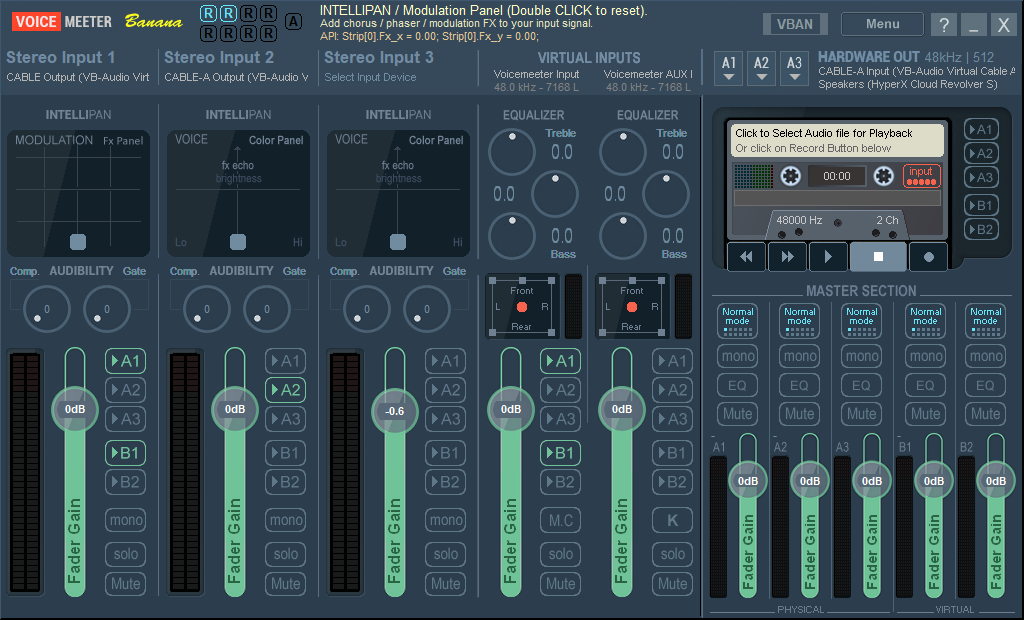 VOICE MEETER Banana
R R R R A
R R R R
INTELLIPAN / Modulation Panel (Double CLICK to reset).
Add chorus / phaser / modulation FX to your input signal.
API: Strip[0].Fx_x = 0.00; Strip[0].Fx_y = 0.00;
VBAN Menu ? _ X
Stereo Input 1 Stereo Input 2 Stereo Input 3 VIRTUAL INPUTS
CABLE Output (VB-Audio Virt CABLE-A Output (VB-Audio V Select Input Device Voicemeeter Input Voicemeeter AUX I
48.0 kHz - 7168 L 48.0 kHz - 7168 L
A1 A2 A3 HARDWARE OUT 48kHz | 512
CABLE-A Input (VB-Audio Virtual Cable A
Speakers (HyperX Cloud Revolver S)
INTELLIPAN INTELLIPAN INTELLIPAN EQUALIZER EQUALIZER
MODULATION Fx Panel VOICE Color Panel VOICE Color Panel Treble Treble
fx echo fx echo 0.0 0.0
brightness brightness
0.0 0.0
Lo Hi Lo Hi 0.0 0.0
Bass Bass
Click to Select Audio file for Playback
Or click on Record Button below
00:00 input
48000 Hz 2 Ch
A1
A2
A3
B1
B2
Comp. AUDIBILITY Gate Comp. AUDIBILITY Gate Comp. AUDIBILITY Gate
0 0 0 0 0 0
Front Front
L R L R
Rear Rear
MASTER SECTION
Normal mode Normal mode Normal mode Normal mode Normal mode
mono mono mono mono mono
EQ EQ EQ EQ EQ
Mute Mute Mute Mute Mute
A1 A1 A1 A1 A1
A2 A2 A2 A2 A2
A3 A3 A3 A3 A3
0dB 0dB -0.6 0dB 0dB
B1 B1 B1 B1 B1
B2 B2 B2 B2 B2
mono mono mono M.C K
solo solo solo solo solo
Mute Mute Mute Mute Mute
Fader Gain Fader Gain Fader Gain Fader Gain Fader Gain
A1 A2 A3 B1 B2
0dB 0dB 0dB 0dB 0dB
Fader Gain Fader Gain Fader Gain Fader Gain Fader Gain
PHYSICAL VIRTUAL